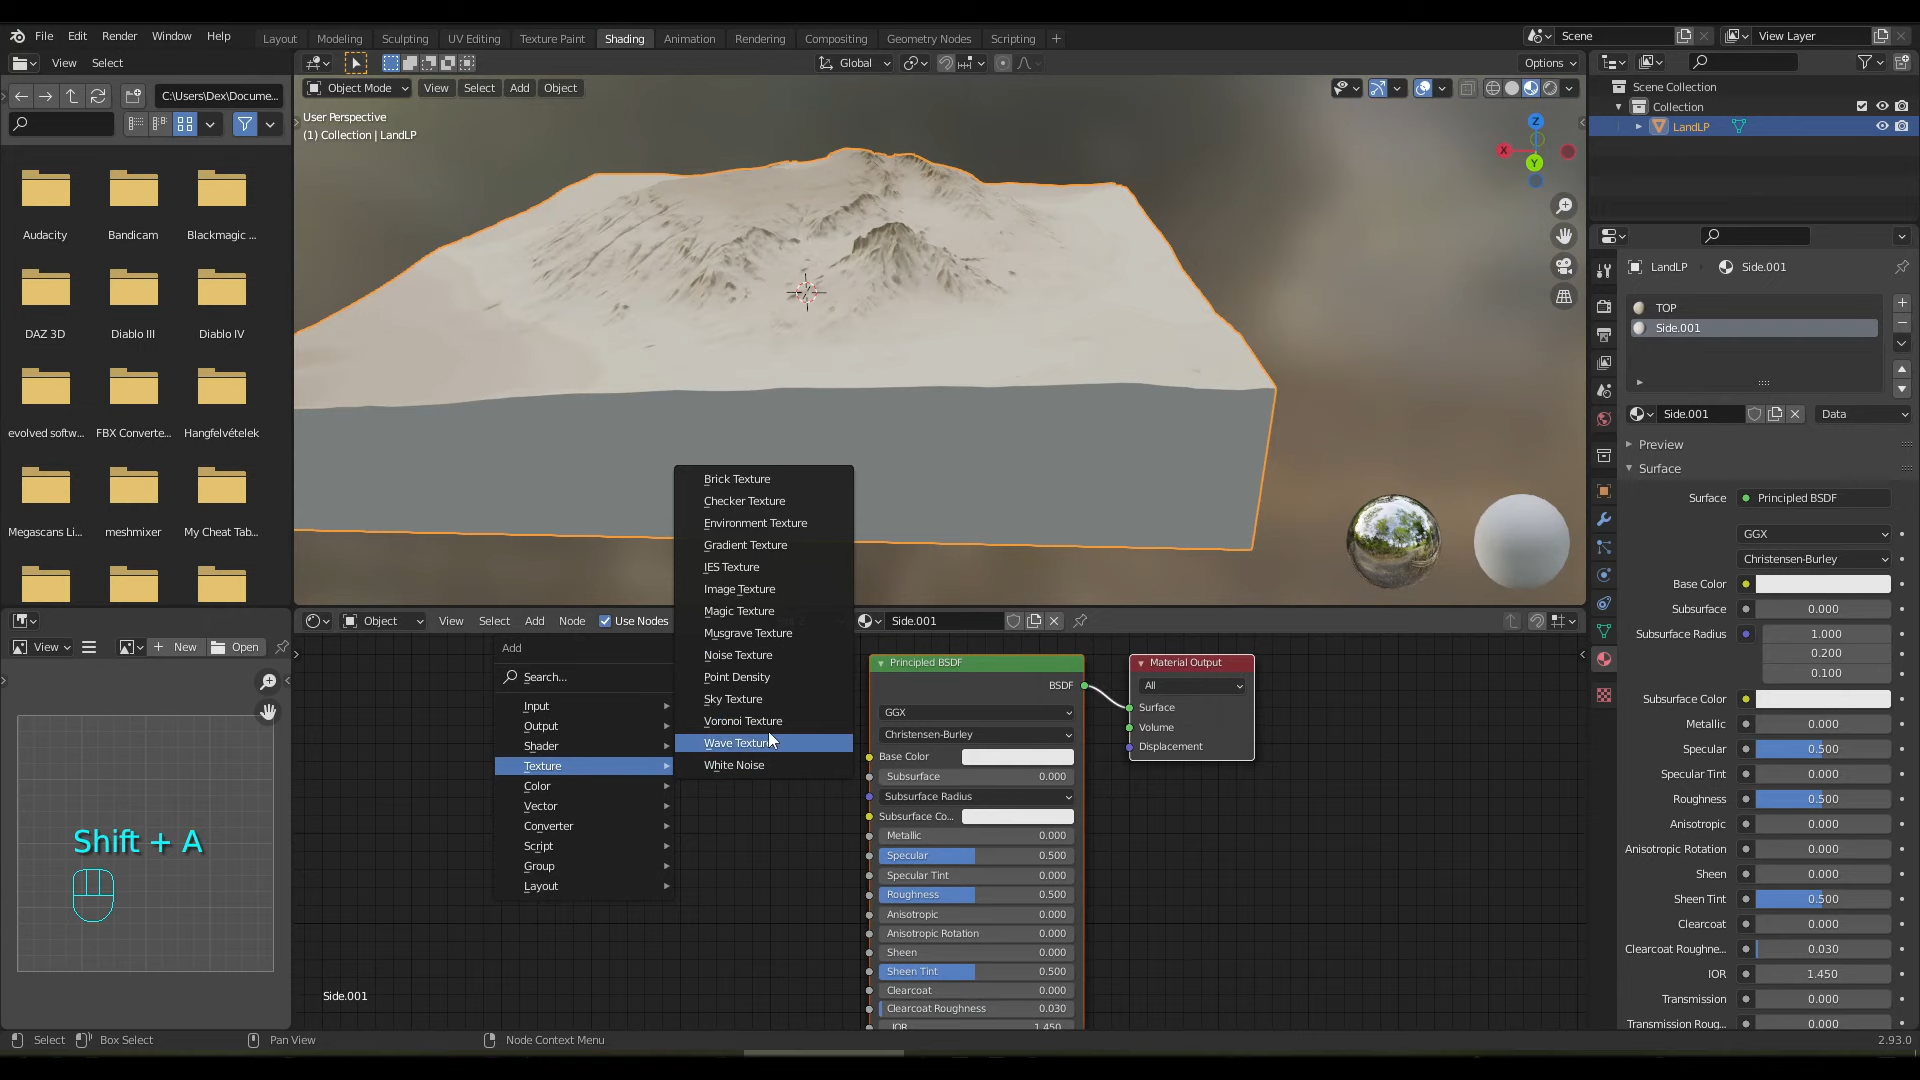 File Edit Render Window Help
Layout Modeling Sculpting UV Editing Texture Paint Shading Animation Rendering Compositing Geometry Nodes Scripting
Scene
View Layer
View Select
Global
Options
C:\Users\Dex\Docume...
Object Mode View Select Add Object
User Perspective
(1) Collection | LandLP
Z
X
Y
Audacity Bandicam Blackmagic ...
DAZ 3D Diablo III Diablo IV
evolved softw... FBX Converte... Hangfelvételek
Megascans Li... meshmixer My Cheat Tab...
Scene Collection
Collection
LandLP
LandLP Side.001
TOP
Side.001
Side.001 Data
Preview
Surface
Surface Principled BSDF
GGX
Christensen-Burley
Base Color
Subsurface 0.000
Subsurface Radius 1.000
0.200
0.100
Subsurface Color
Metallic 0.000
Specular 0.500
Specular Tint 0.000
Roughness 0.500
Anisotropic 0.000
Anisotropic Rotation 0.000
Sheen 0.000
Sheen Tint 0.500
Clearcoat 0.000
Clearcoat Roughne... 0.030
IOR 1.450
Transmission 0.000
Transmission Roug... 0.000
View New Open
Object View Select Add Node Use Nodes
Side.001
Add
Search...
Input
Output
Shader
Texture
Color
Vector
Converter
Script
Group
Layout
Brick Texture
Checker Texture
Environment Texture
Gradient Texture
IES Texture
Image Texture
Magic Texture
Musgrave Texture
Noise Texture
Point Density
Sky Texture
Voronoi Texture
Wave Texture
White Noise
Principled BSDF
BSDF
GGX
Christensen-Burley
Base Color
Subsurface 0.000
Subsurface Radius
Subsurface Co...
Metallic 0.000
Specular 0.500
Specular Tint 0.000
Roughness 0.500
Anisotropic 0.000
Anisotropic Rotation 0.000
Sheen 0.000
Sheen Tint 0.500
Clearcoat 0.000
Clearcoat Roughness 0.030
IOR 1.450
Material Output
All
Surface
Volume
Displacement
Shift + A
Side.001
Select Box Select Pan View Node Context Menu
2.93.0